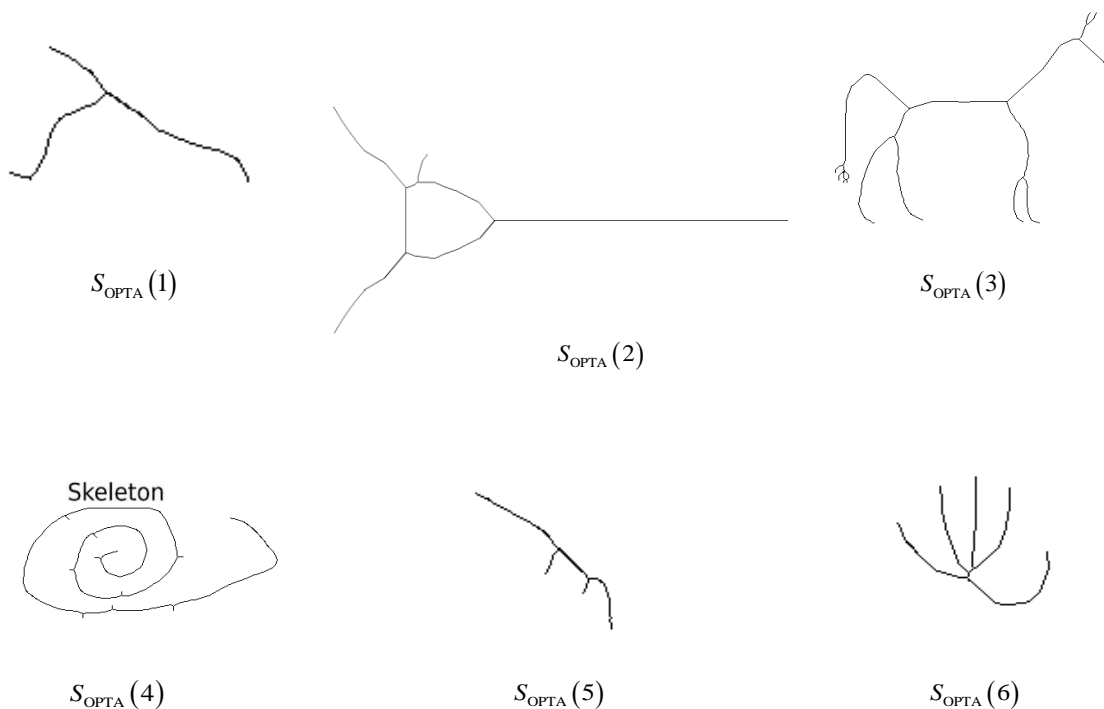 S_OPTA (1)
S_OPTA (2)
S_OPTA (3)
Skeleton
S_OPTA (4)
S_OPTA (5)
S_OPTA (6)